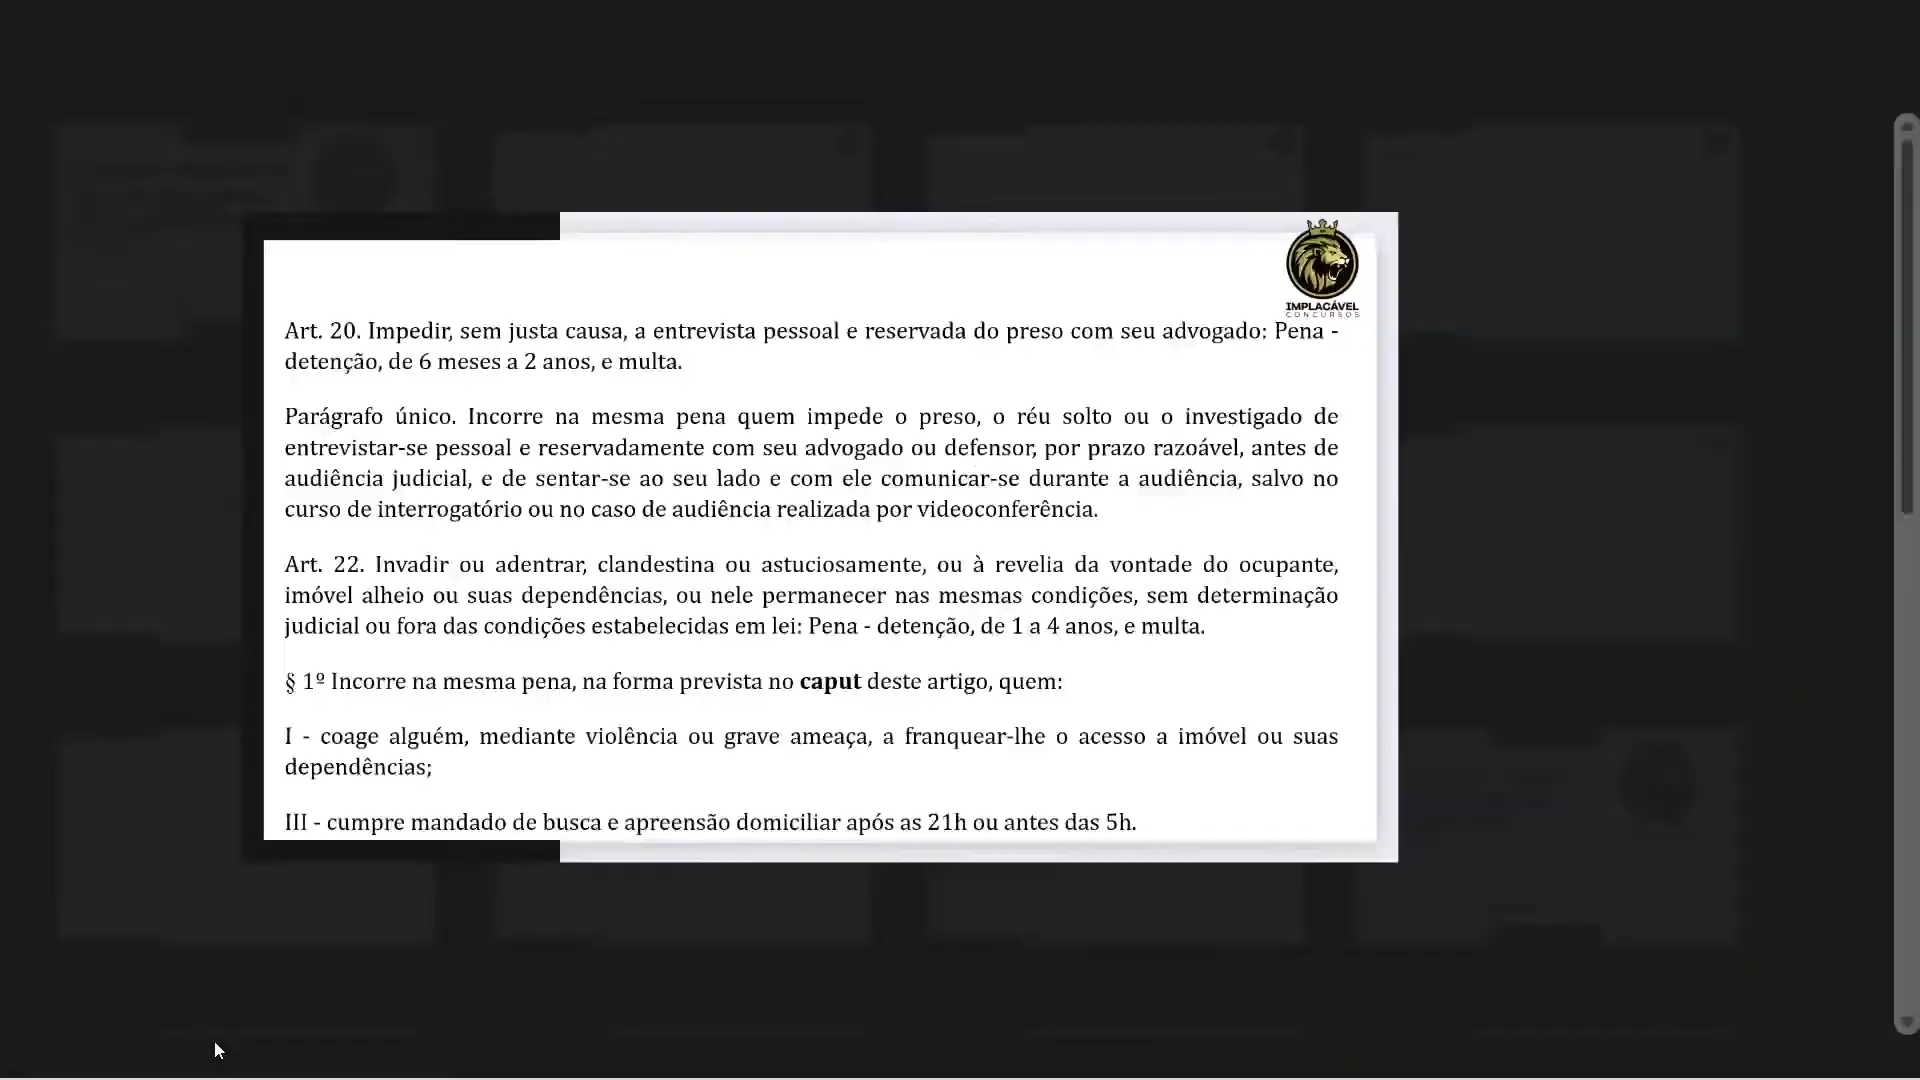 IMPLACÁVEL
CONCURSOS
Art. 20. Impedir, sem justa causa, a entrevista pessoal e reservada do preso com seu advogado: Pena -
detenção, de 6 meses a 2 anos, e multa.
Parágrafo único. Incorre na mesma pena quem impede o preso, o réu solto ou o investigado de
entrevistar-se pessoal e reservadamente com seu advogado ou defensor, por prazo razoável, antes de
audiência judicial, e de sentar-se ao seu lado e com ele comunicar-se durante a audiência, salvo no
curso de interrogatório ou no caso de audiência realizada por videoconferência.
Art. 22. Invadir ou adentrar, clandestina ou astuciosamente, ou à revelia da vontade do ocupante,
imóvel alheio ou suas dependências, ou nele permanecer nas mesmas condições, sem determinação
judicial ou fora das condições estabelecidas em lei: Pena - detenção, de 1 a 4 anos, e multa.
§ 1º Incorre na mesma pena, na forma prevista no caput deste artigo, quem:
I - coage alguém, mediante violência ou grave ameaça, a franquear-lhe o acesso a imóvel ou suas
dependências;
III - cumpre mandado de busca e apreensão domiciliar após as 21h ou antes das 5h.